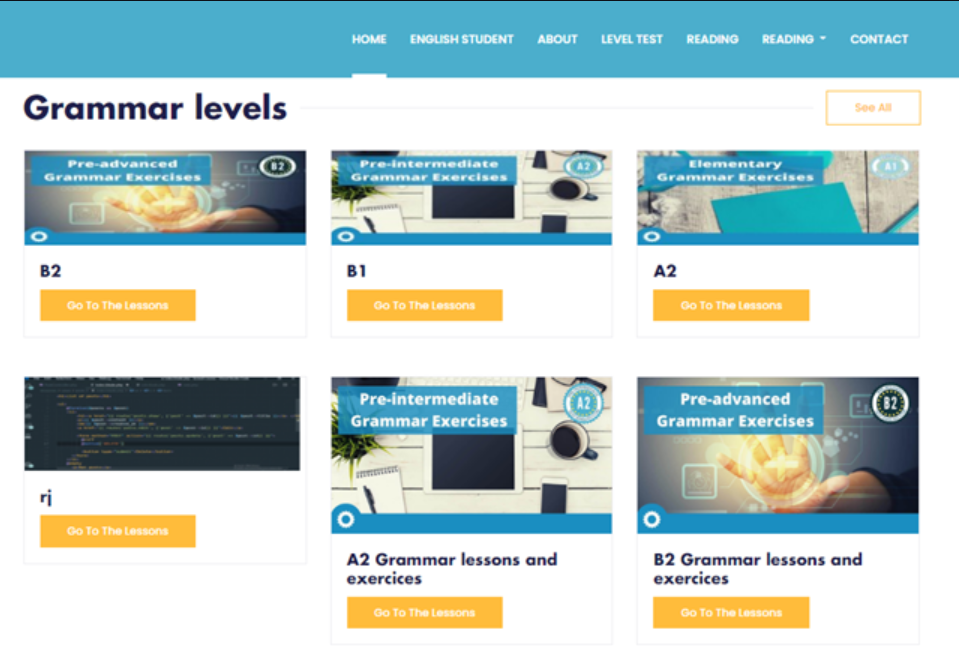 HOME ENGLISH STUDENT ABOUT LEVEL TEST READING READING CONTACT
Grammar levels
See All
Pre-advanced
Grammar Exercises
B2
Pre-intermediate
Grammar Exercises
A2
Elementary
Grammar Exercises
A1
B2
B1
A2
Go To The Lessons
Go To The Lessons
Go To The Lessons
Pre-intermediate
Grammar Exercises
A2
Pre-advanced
Grammar Exercises
B2
rj
Go To The Lessons
A2 Grammar lessons and
exercices
B2 Grammar lessons and
exercices
Go To The Lessons
Go To The Lessons